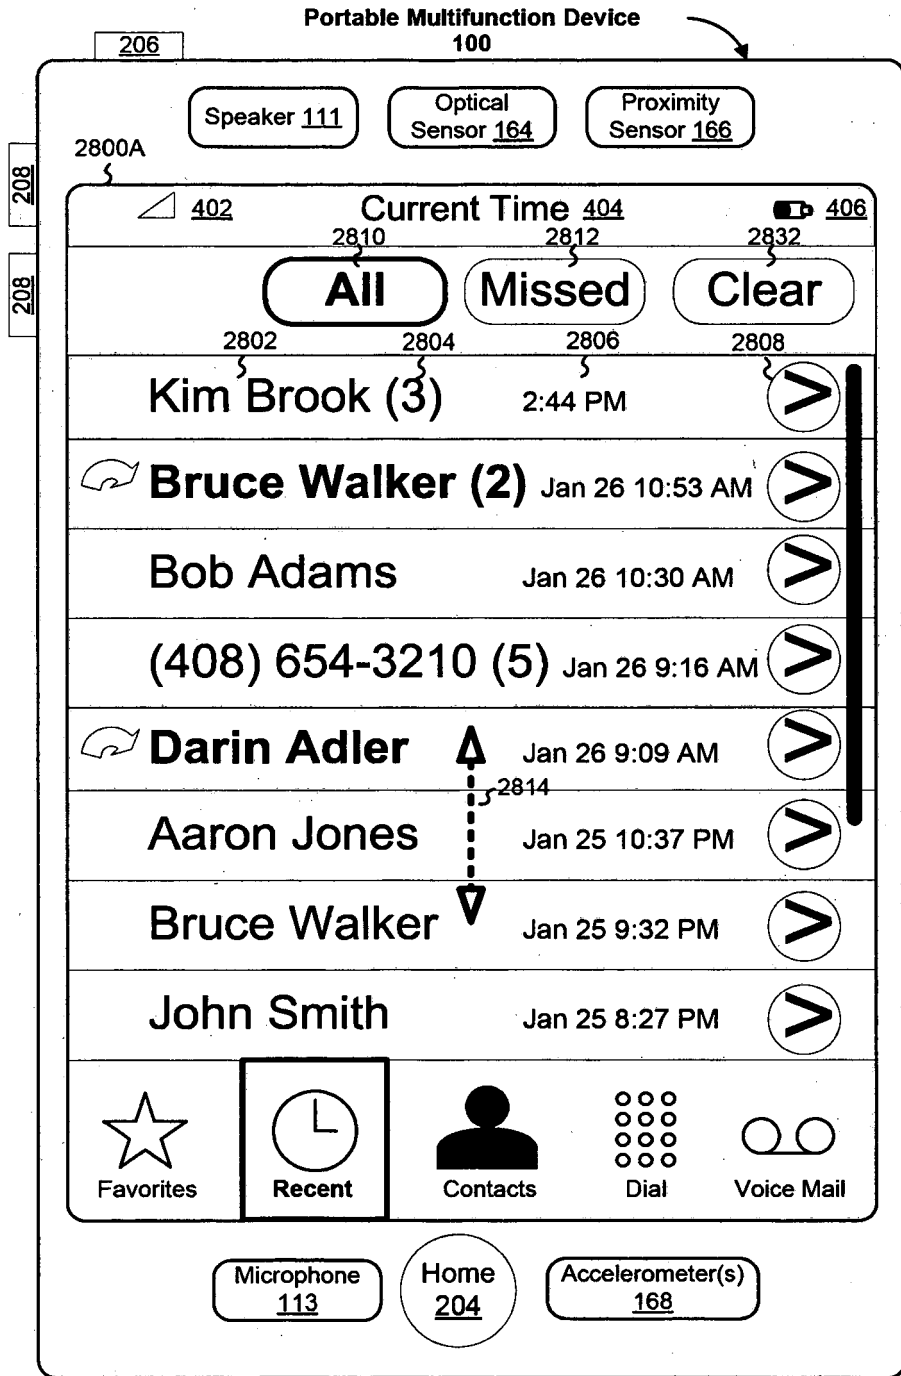 Portable Multifunction Device
100
206
Speaker 111
Optical
Sensor 164
Proximity
Sensor 166
2800A
208
208
402
Current Time 404
406
2810
2812
2832
All
Missed
Clear
2802
2804
2806
2808
Kim Brook (3) 2:44 PM >
Bruce Walker (2) Jan 26 10:53 AM >
Bob Adams Jan 26 10:30 AM >
(408) 654-3210 (5) Jan 26 9:16 AM >
Darin Adler Jan 26 9:09 AM >
2814
Aaron Jones Jan 25 10:37 PM >
Bruce Walker Jan 25 9:32 PM >
John Smith Jan 25 8:27 PM >
Favorites
Recent
Contacts
Dial
Voice Mail
Microphone
113
Home
204
Accelerometer(s)
168